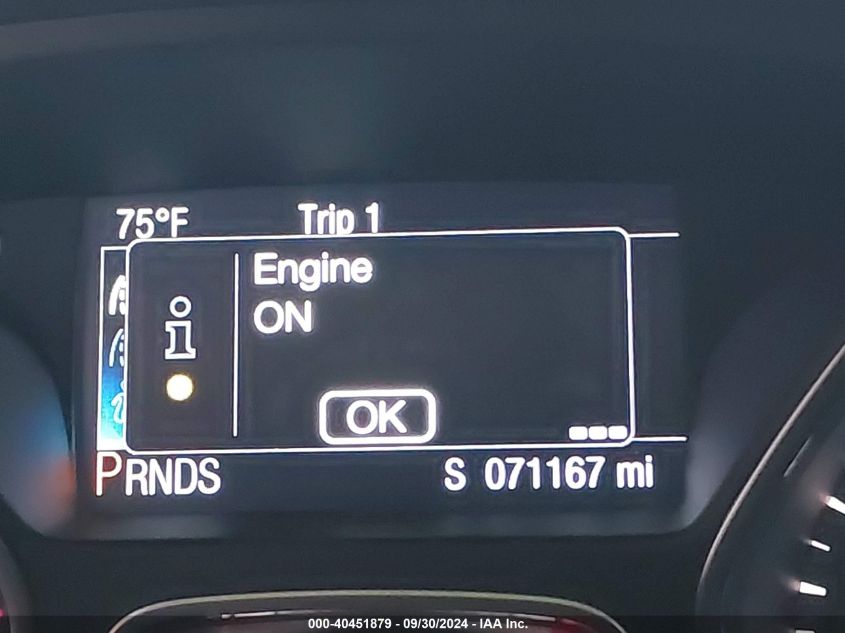 75°F Trip 1
Engine
ON
OK
PRNDS S 071167 mi
000-40451879 - 09/30/2024 - IAA Inc.